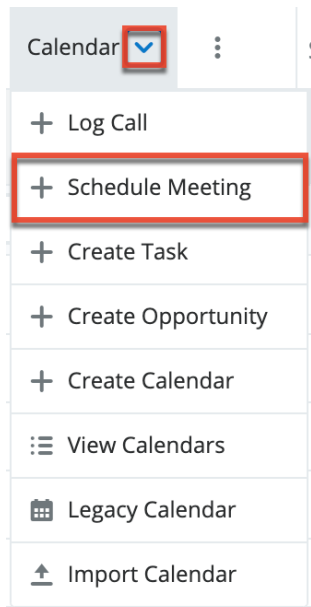 Calendar
Log Call
Schedule Meeting
Create Task
Create Opportunity
Create Calendar
View Calendars
Legacy Calendar
Import Calendar